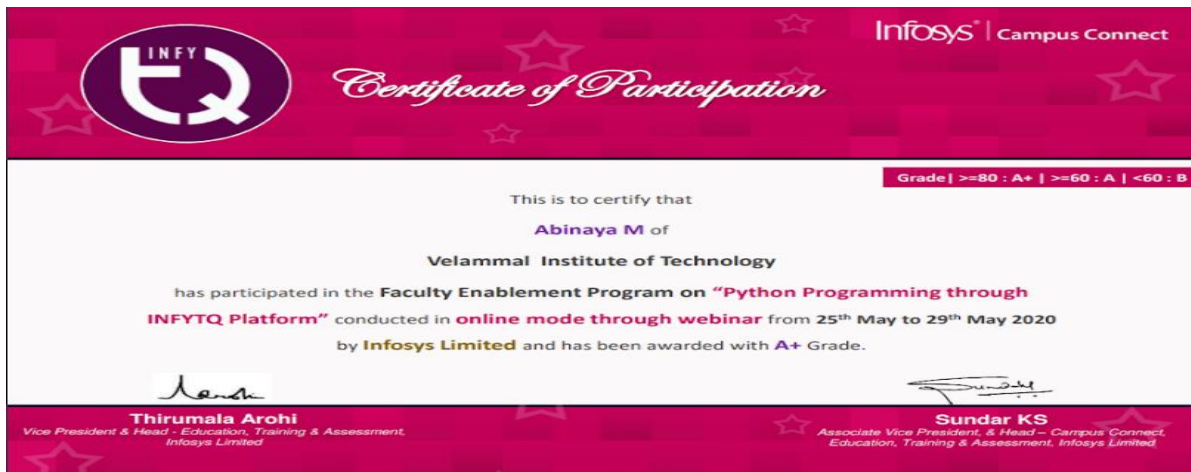 INFY
TQ
Infosys® | Campus Connect
Certificate of Participation
Grade| >=80 : A+ | >=60 : A | <60 : B
This is to certify that
Abinaya M of
Velammal Institute of Technology
has participated in the Faculty Enablement Program on “Python Programming through
INFYTQ Platform” conducted in online mode through webinar from 25th May to 29th May 2020
by Infosys Limited and has been awarded with A+ Grade.
Thirumala Arohi
Vice President & Head - Education, Training & Assessment,
Infosys Limited
Sundar KS
Associate Vice President, & Head – Campus Connect,
Education, Training & Assessment, Infosys Limited